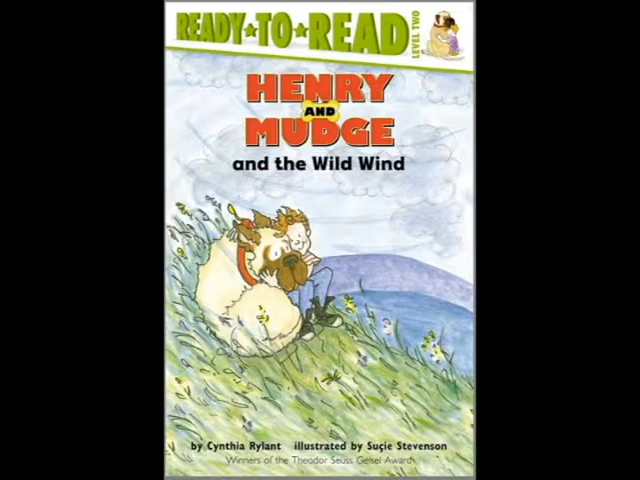 READY★TO★READ
LEVEL TWO
HENRY
AND
MUDGE
and the Wild Wind
by Cynthia Rylant illustrated by Suçie Stevenson
Winners of the Theodor Seuss Geisel Award